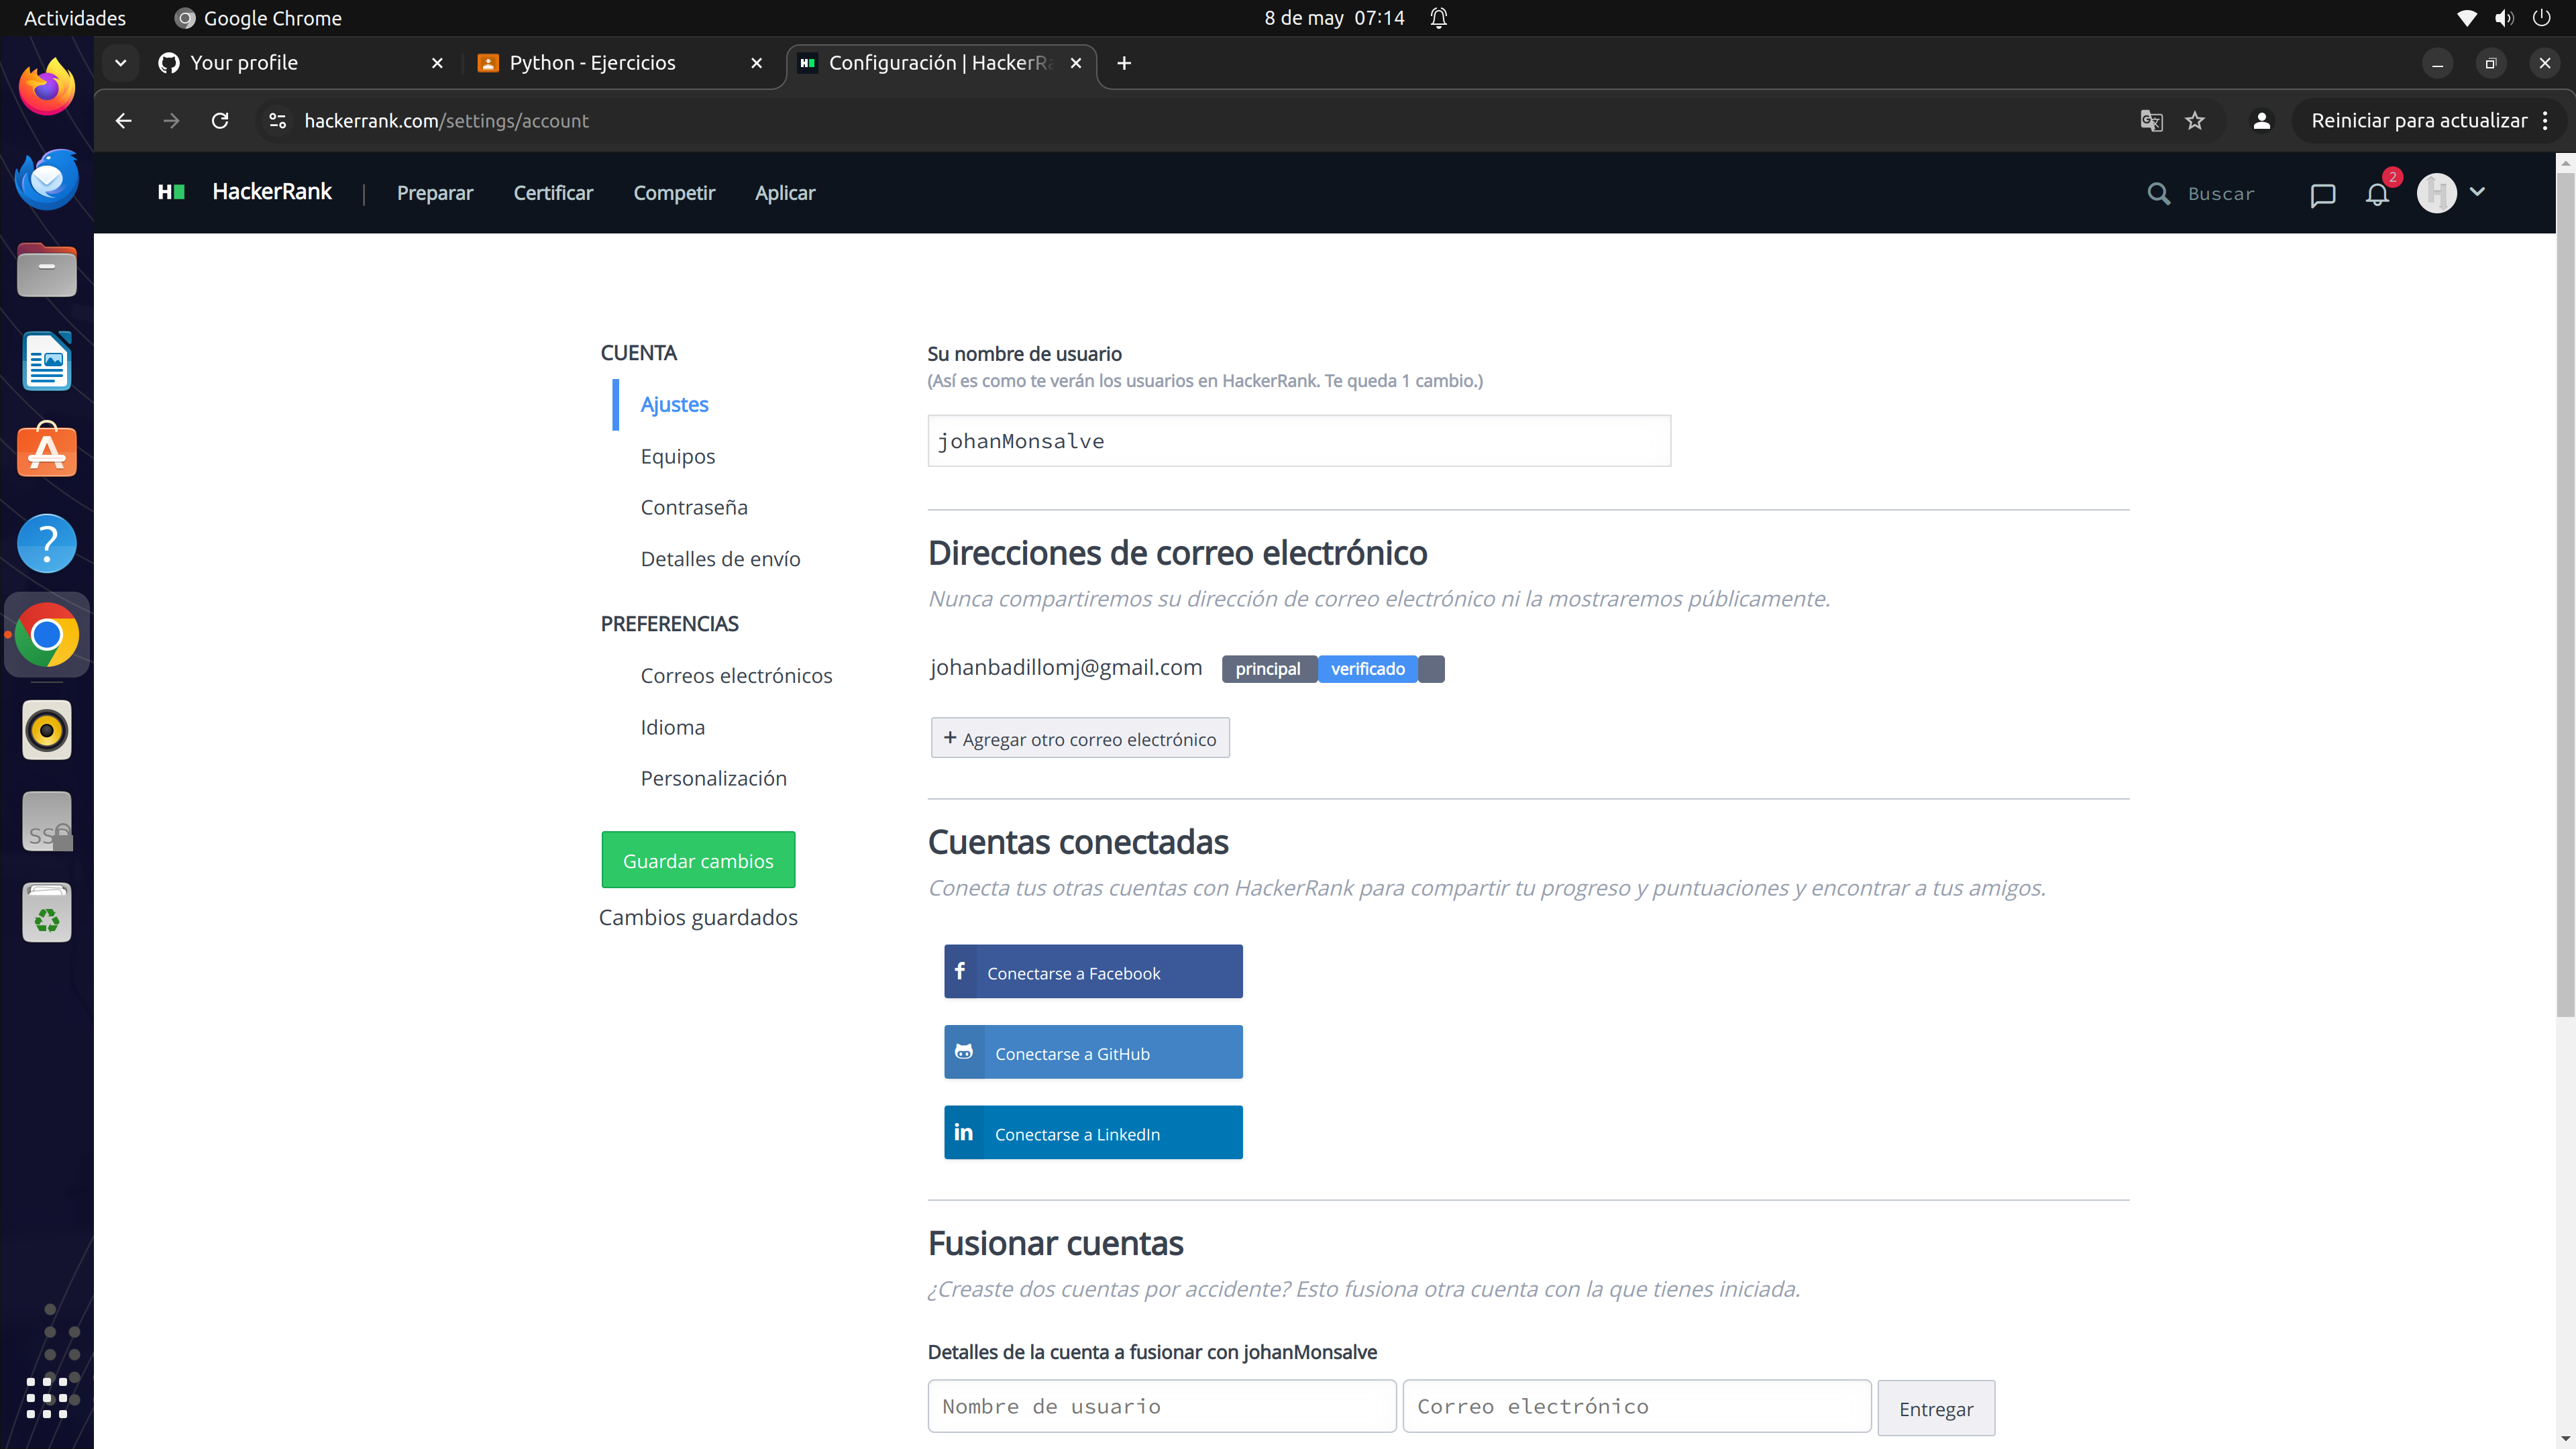 Actividades
Google Chrome
8 de may 07:14
Your profile
Python - Ejercicios
Configuración | HackerRa
hackerrank.com/settings/account
Reiniciar para actualizar
HackerRank
|
Preparar
Certificar
Competir
Aplicar
Buscar
2
CUENTA
Ajustes
Equipos
Contraseña
Detalles de envío
PREFERENCIAS
Correos electrónicos
Idioma
Personalización
Guardar cambios
Cambios guardados
Su nombre de usuario
(Así es como te verán los usuarios en HackerRank. Te queda 1 cambio.)
johanMonsalve
Direcciones de correo electrónico
Nunca compartiremos su dirección de correo electrónico ni la mostraremos públicamente.
johanbadillomj@gmail.com principal verificado
+ Agregar otro correo electrónico
Cuentas conectadas
Conecta tus otras cuentas con HackerRank para compartir tu progreso y puntuaciones y encontrar a tus amigos.
Conectarse a Facebook
Conectarse a GitHub
Conectarse a LinkedIn
Fusionar cuentas
¿Creaste dos cuentas por accidente? Esto fusiona otra cuenta con la que tienes iniciada.
Detalles de la cuenta a fusionar con johanMonsalve
Nombre de usuario
Correo electrónico
Entregar